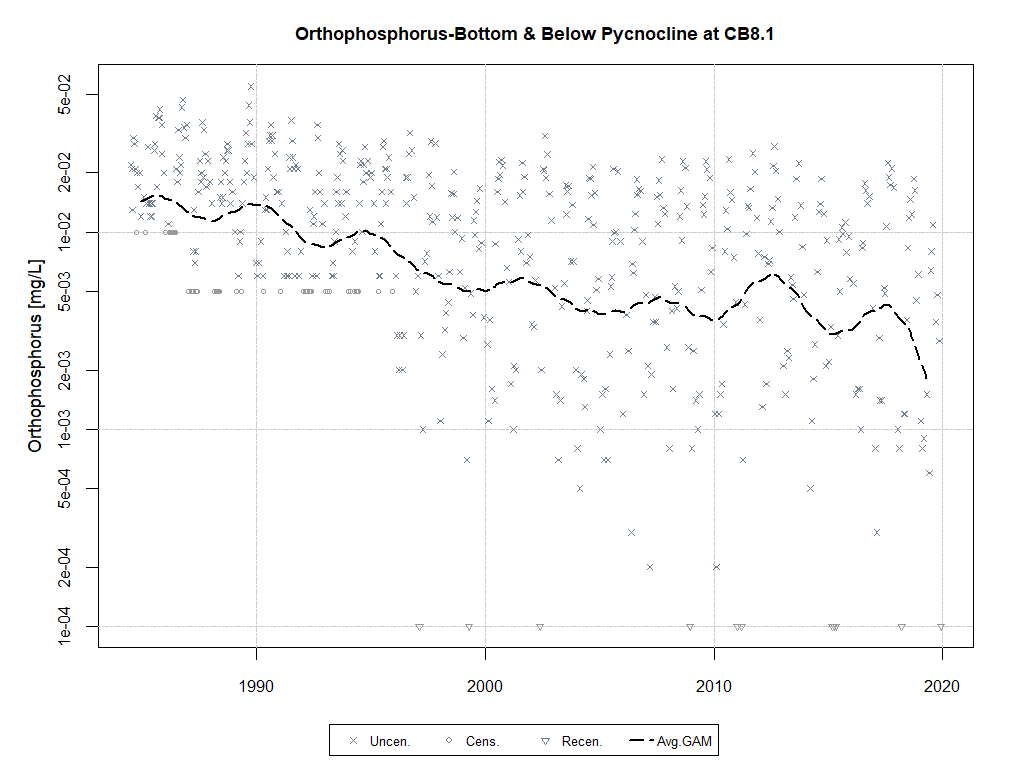 Orthophosphorus-Bottom & Below Pycnocline at CB8.1
Orthophosphorus [mg/L]
5e-02
2e-02
1e-02
5e-03
2e-03
1e-03
5e-04
2e-04
1e-04
1990 2000 2010 2020
Uncen. Cens. Recen. Avg.GAM